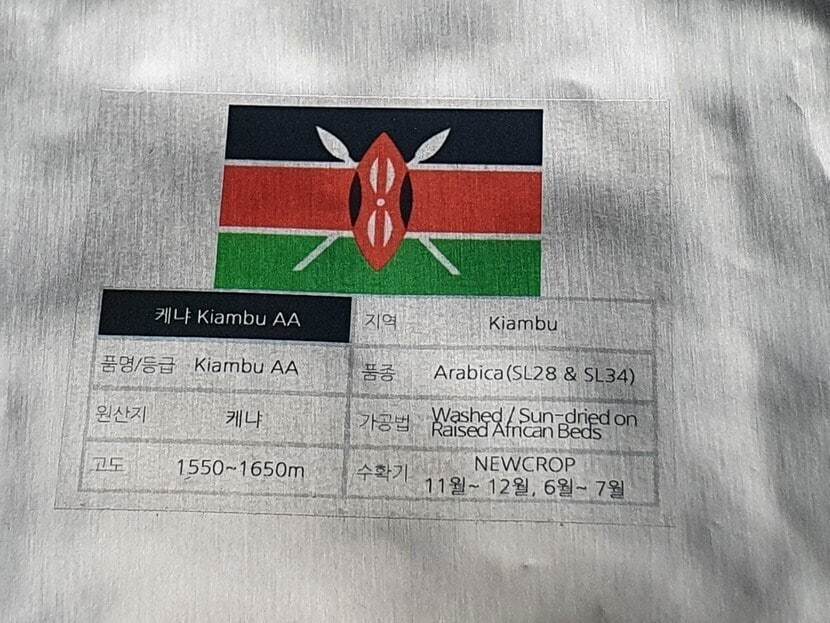 케냐 Kiambu AA
지역 Kiambu
품명/등급 Kiambu AA
품종 Arabica(SL28 & SL34)
원산지 케냐
가공법 Washed / Sun-dried on
Raised African Beds
고도 1550~1650m
수확기 NEWCROP
11월~ 12월, 6월~ 7월